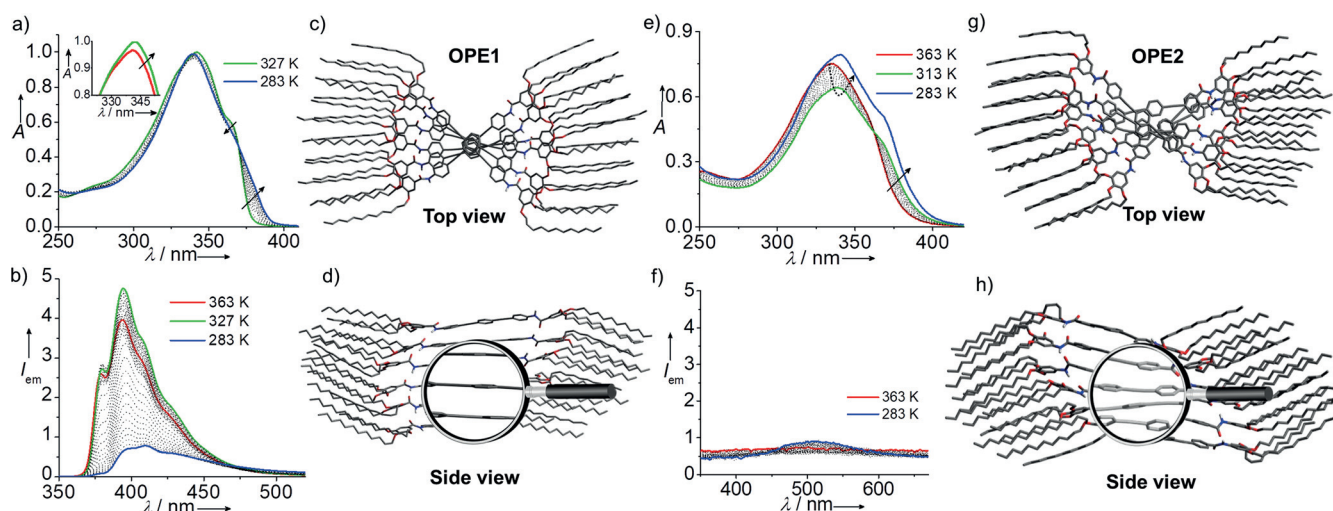 a)
1.0
0.8
0.6
0.4
0.2
0.0
A
250
300
350
400
λ / nm
1.0
0.9
0.8
A
330
345
λ / nm
327 K
283 K
c)
OPE1
Top view
e)
0.9
0.6
0.3
0.0
A
250
300
350
400
λ / nm
363 K
313 K
283 K
g)
OPE2
Top view
b)
5
4
3
2
1
0
Iem
350
400
450
500
λ / nm
363 K
327 K
283 K
d)
Side view
f)
5
4
3
2
1
0
Iem
400
500
600
λ / nm
363 K
283 K
h)
Side view